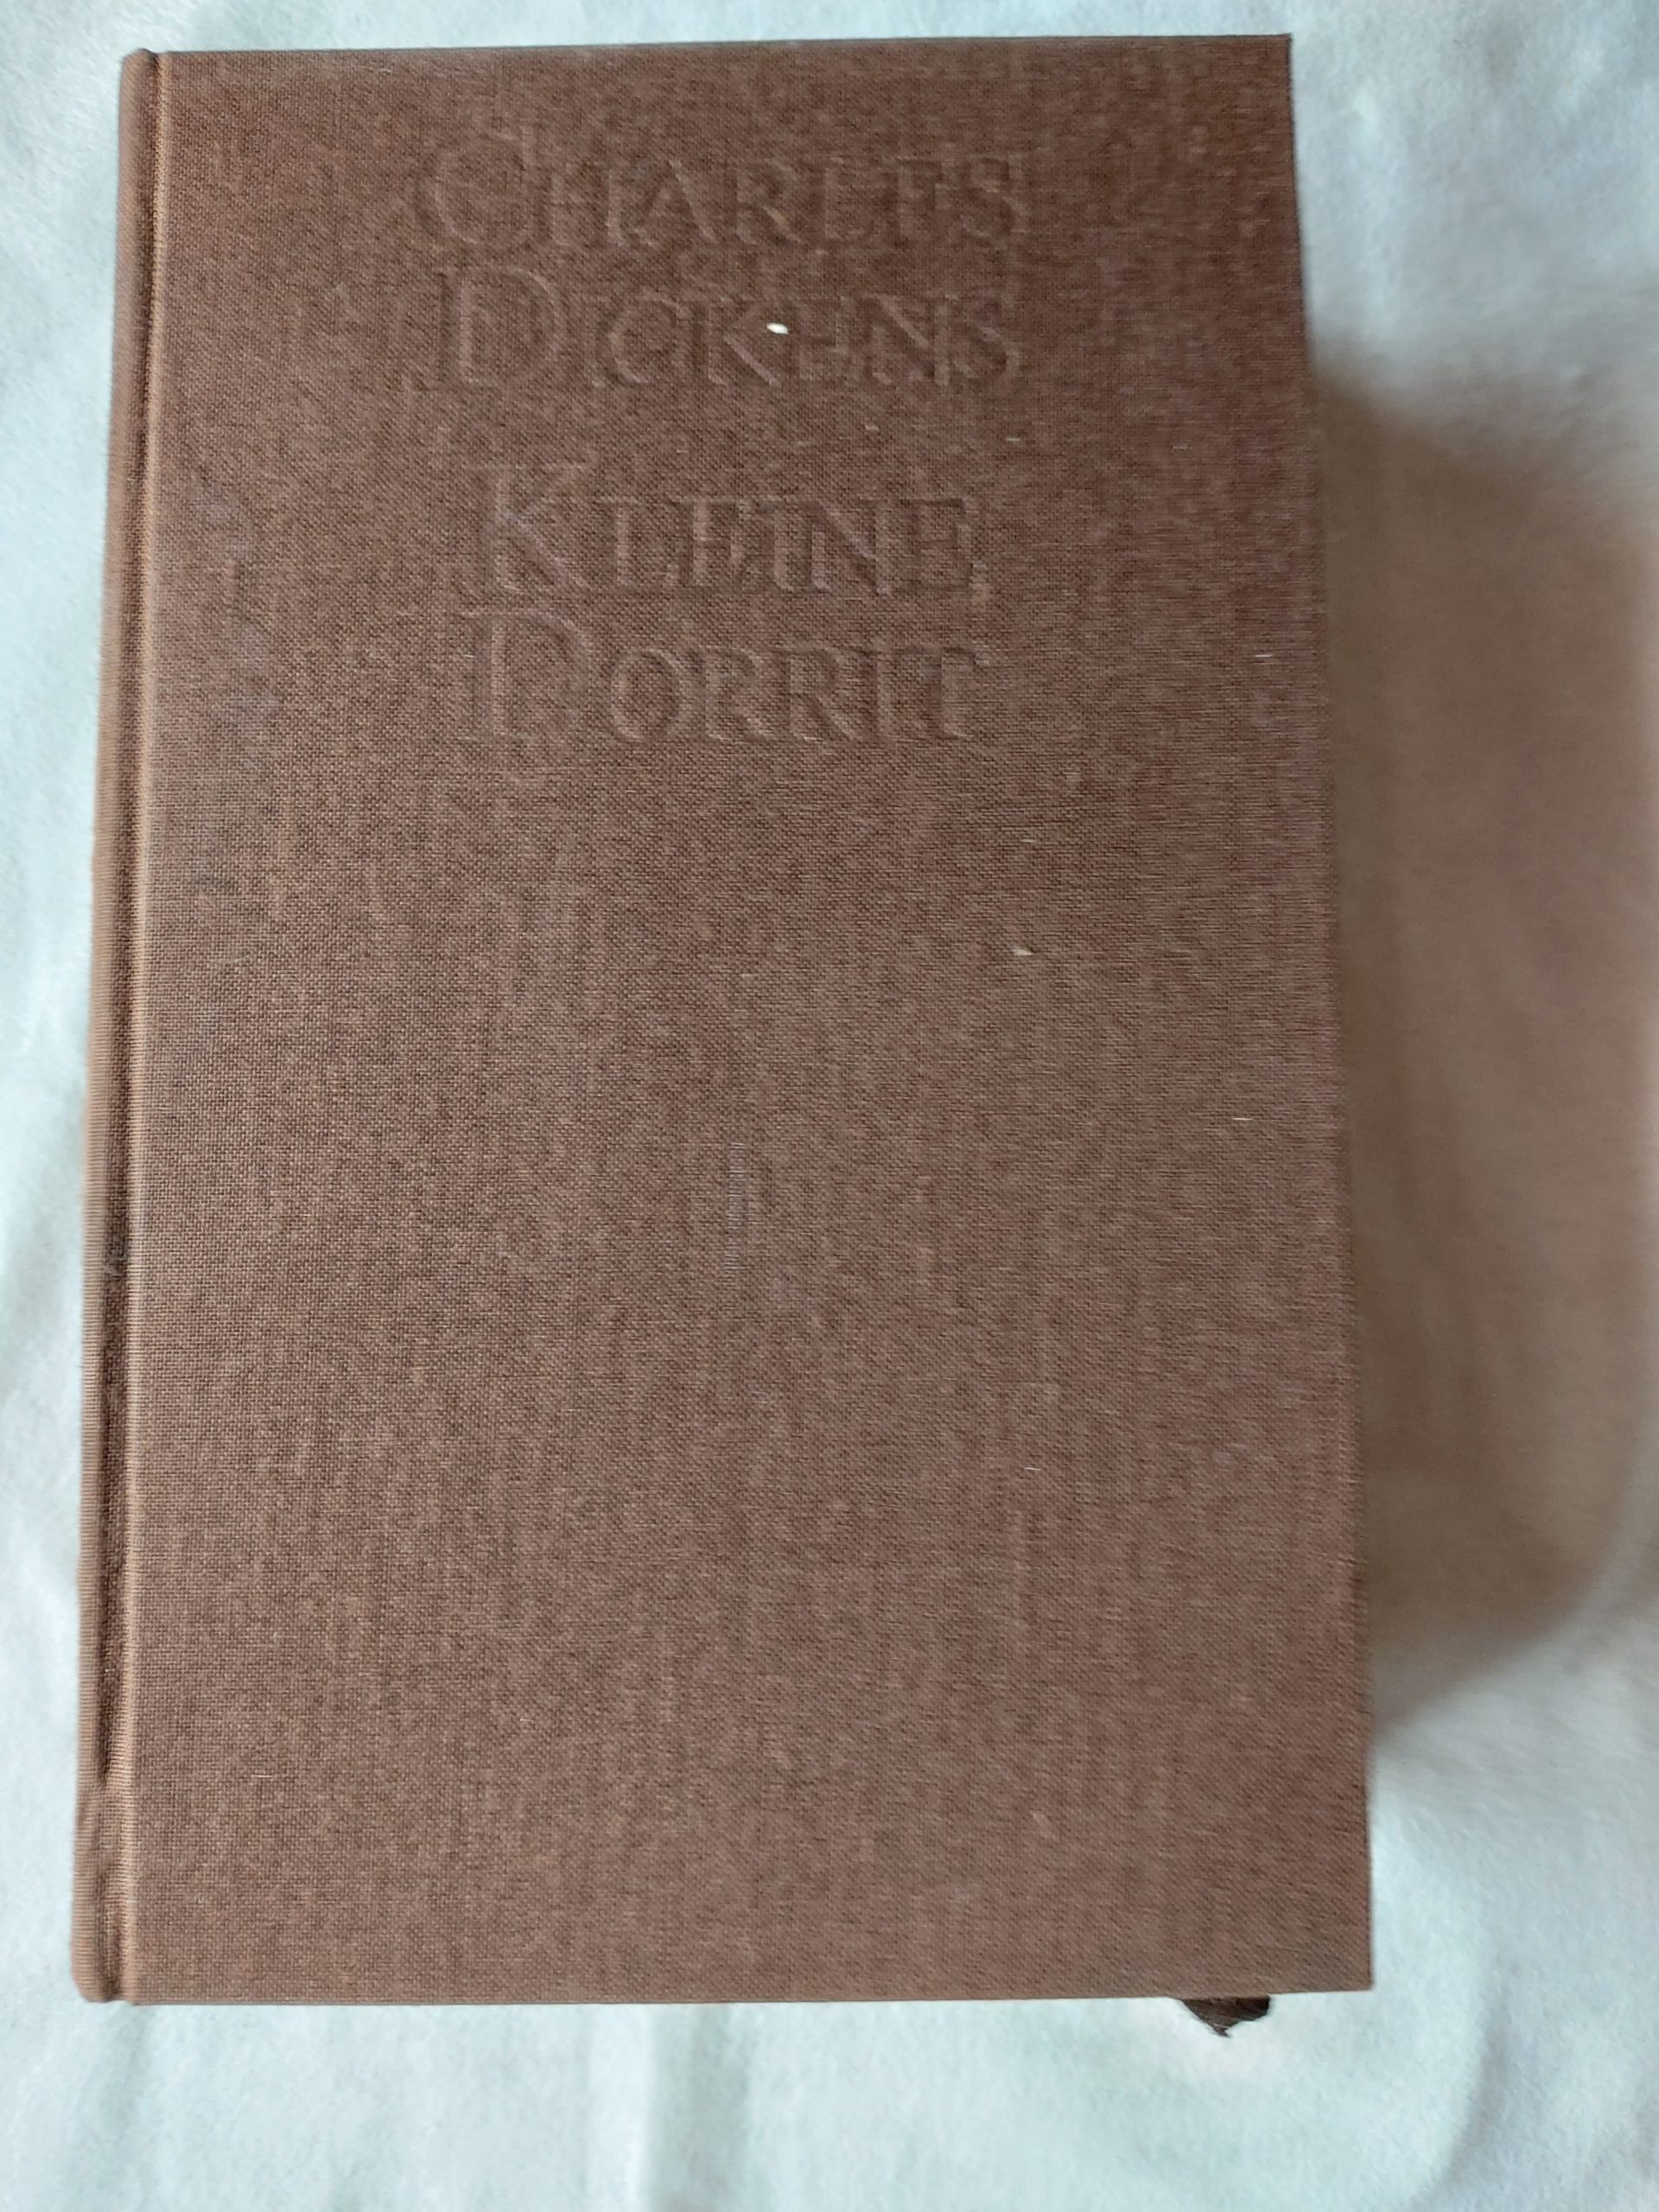 CHARLES
DICKENS
KLEINE
DORRIT